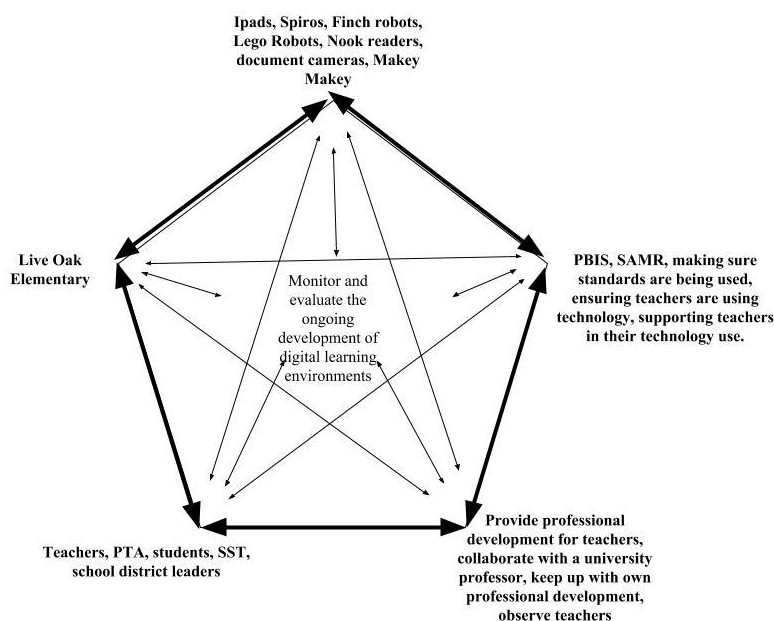 Ipads, Spiros, Finch robots,
Lego Robots, Nook readers,
document cameras, Makey
Makey
Live Oak
Elementary
PBIS, SAMR, making sure
standards are being used,
ensuring teachers are using
technology, supporting teachers
in their technology use.
Monitor and
evaluate the
ongoing
development of
digital learning
environments
Teachers, PTA, students, SST,
school district leaders
Provide professional
development for teachers,
collaborate with a university
professor, keep up with own
professional development,
observe teachers